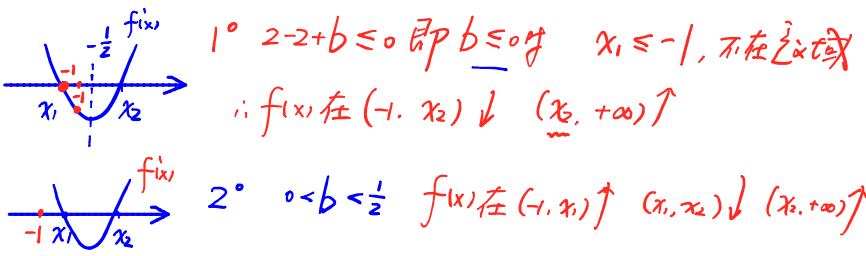 f'(x)
-1/2
-1
-1
x₁ x₂
1° 2-2+b≤0 即 b≤0时 x₁≤-1, 不在定义域
∴ f(x) 在 (-1, x₂)↓ (x₂, +∞)↑
f'(x)
-1 x₁ x₂
2° 0<b<1/2 f(x) 在 (-1, x₁)↑ (x₁, x₂)↓ (x₂, +∞)↑